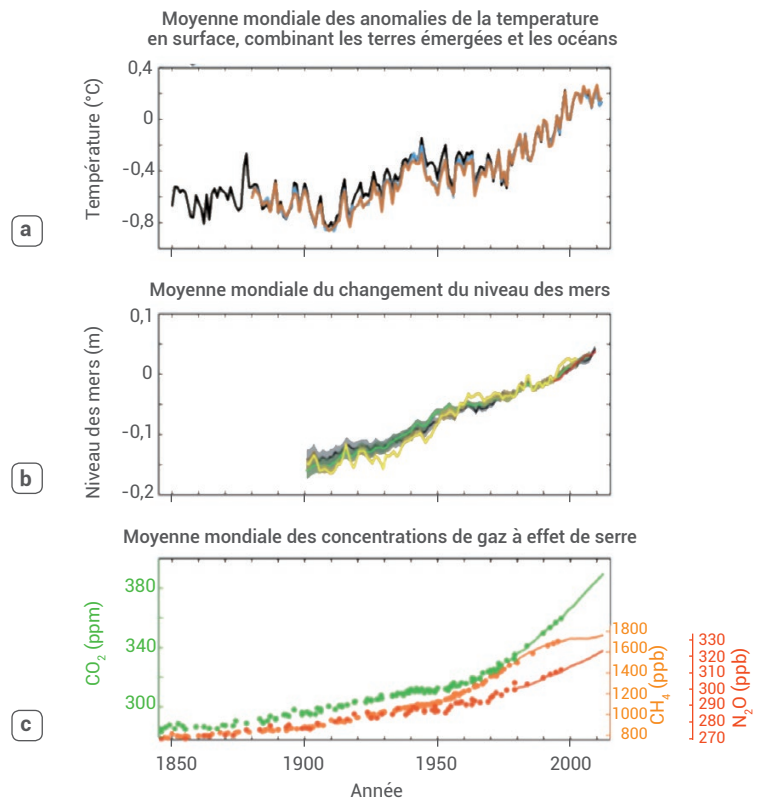 Moyenne mondiale des anomalies de la temperature
en surface, combinant les terres émergées et les océans
Température (°C)
0,4
0
-0,4
-0,8
a
Moyenne mondiale du changement du niveau des mers
Niveau des mers (m)
0,1
0
-0,1
-0,2
b
Moyenne mondiale des concentrations de gaz à effet de serre
CO₂ (ppm)
380
340
300
1800
1600
1400
1200
1000
800
CH₄ (ppb)
330
320
310
300
290
280
270
N₂O (ppb)
c
1850 1900 1950 2000
Année